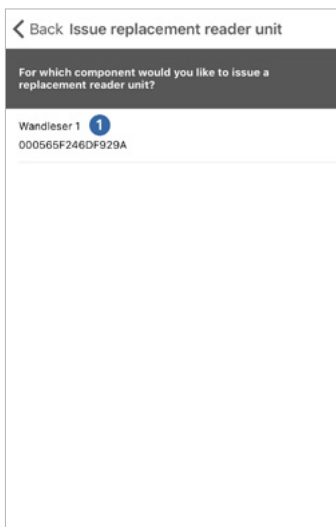 Back Issue replacement reader unit
For which component would you like to issue a
replacement reader unit?
Wandleser 1 1
000565F246DF929A